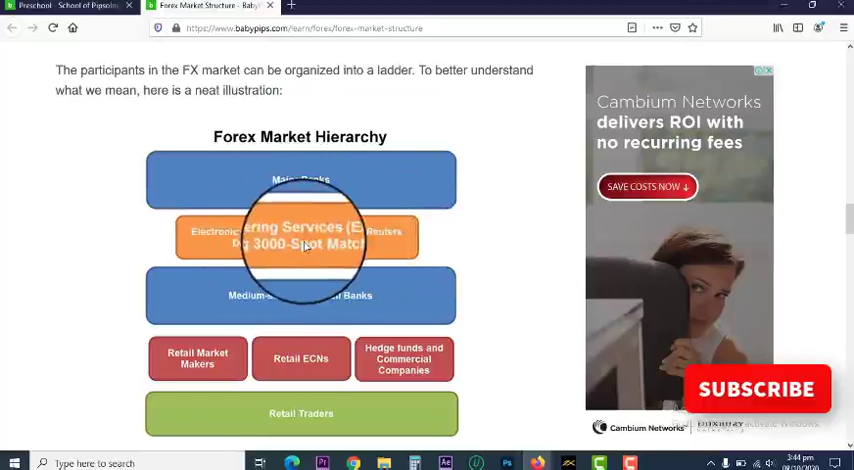 Preschool - School of Pipsolog
Forex Market Structure - BabyPi
https://www.babypips.com/learn/forex/forex-market-structure
The participants in the FX market can be organized into a ladder. To better understand
what we mean, here is a neat illustration:
Forex Market Hierarchy
Major Banks
Electronic
ering Services (E
Reuters
g 3000-Spot Match
Medium-s
Banks
Retail Market
Makers
Retail ECNs
Hedge funds and
Commercial
Companies
Retail Traders
Cambium Networks
delivers ROI with
no recurring fees
SAVE COSTS NOW
SUBSCRIBE
Cambium Networks
Type here to search
3:44 pm